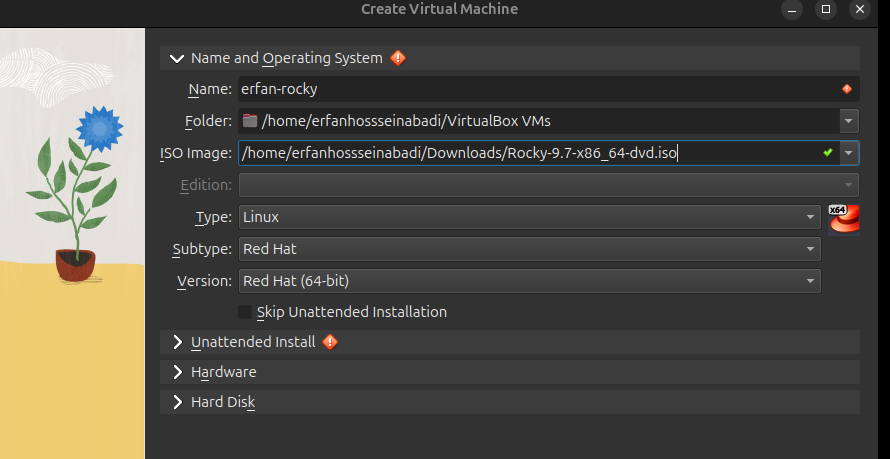 Create Virtual Machine
Name and Operating System
Name: erfan-rocky
Folder: /home/erfanhossseinabadi/VirtualBox VMs
ISO Image: /home/erfanhossseinabadi/Downloads/Rocky-9.7-x86_64-dvd.iso
Edition:
Type: Linux
x64
Subtype: Red Hat
Version: Red Hat (64-bit)
Skip Unattended Installation
Unattended Install
Hardware
Hard Disk